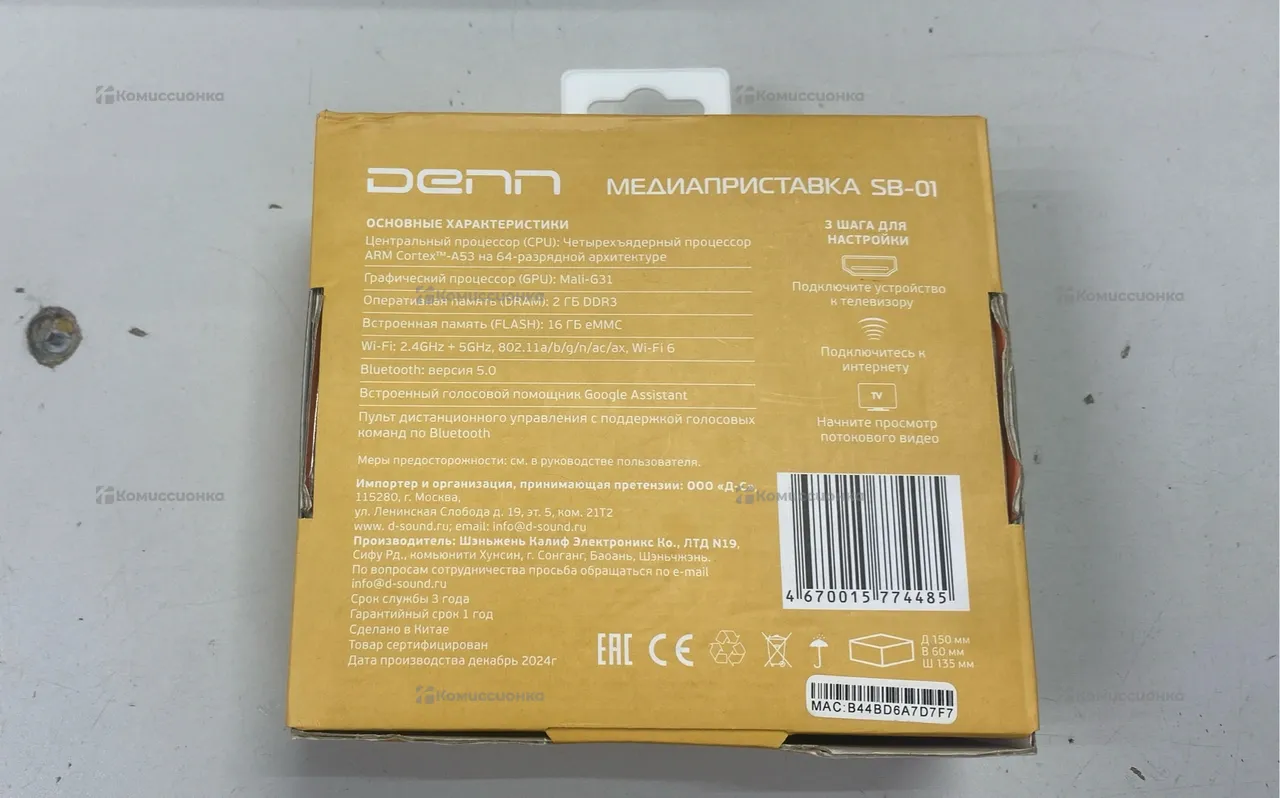 Комиссионка
Комиссионка
DENN
МЕДИАПРИСТАВКА SB-01
ОСНОВНЫЕ ХАРАКТЕРИСТИКИ
Центральный процессор (CPU): Четырехъядерный процессор
ARM Cortex™-A53 на 64-разрядной архитектуре
Графический процессор (GPU): Mali-G31
Оперативная память (DRAM): 2 ГБ DDR3
Встроенная память (FLASH): 16 ГБ eMMC
Wi-Fi: 2.4GHz + 5GHz, 802.11a/b/g/n/ac/ax, Wi-Fi 6
Bluetooth: версия 5.0
Встроенный голосовой помощник Google Assistant
Пульт дистанционного управления с поддержкой голосовых
команд по Bluetooth
Меры предосторожности: см. в руководстве пользователя.
Импортер и организация, принимающая претензии: ООО «Д-С»,
115280, г. Москва,
ул. Ленинская Слобода д. 19, эт. 5, ком. 21Т2
www. d-sound.ru; email: info@d-sound.ru
Производитель: Шэньжень Калиф Электроникс Ко., ЛТД N19,
Сифу Рд., комьюнити Хунсин, г. Сонганг, Баоань, Шэньчжэнь.
По вопросам сотрудничества просьба обращаться по e-mail
info@d-sound.ru
Срок службы 3 года
Гарантийный срок 1 год
Сделано в Китае
Товар сертифицирован
Дата производства декабрь 2024г
3 ШАГА ДЛЯ
НАСТРОЙКИ
Подключите устройство
к телевизору
Подключитесь к
интернету
TV
Начните просмотр
потокового видео
4 670015 774485
EAC CE
Д 150 мм
В 60 мм
Ш 135 мм
MAC:B44BD6A7D7F7
Комиссионка
Комиссионка
Комиссионка
Комиссионка
Комиссионка
Комиссионка